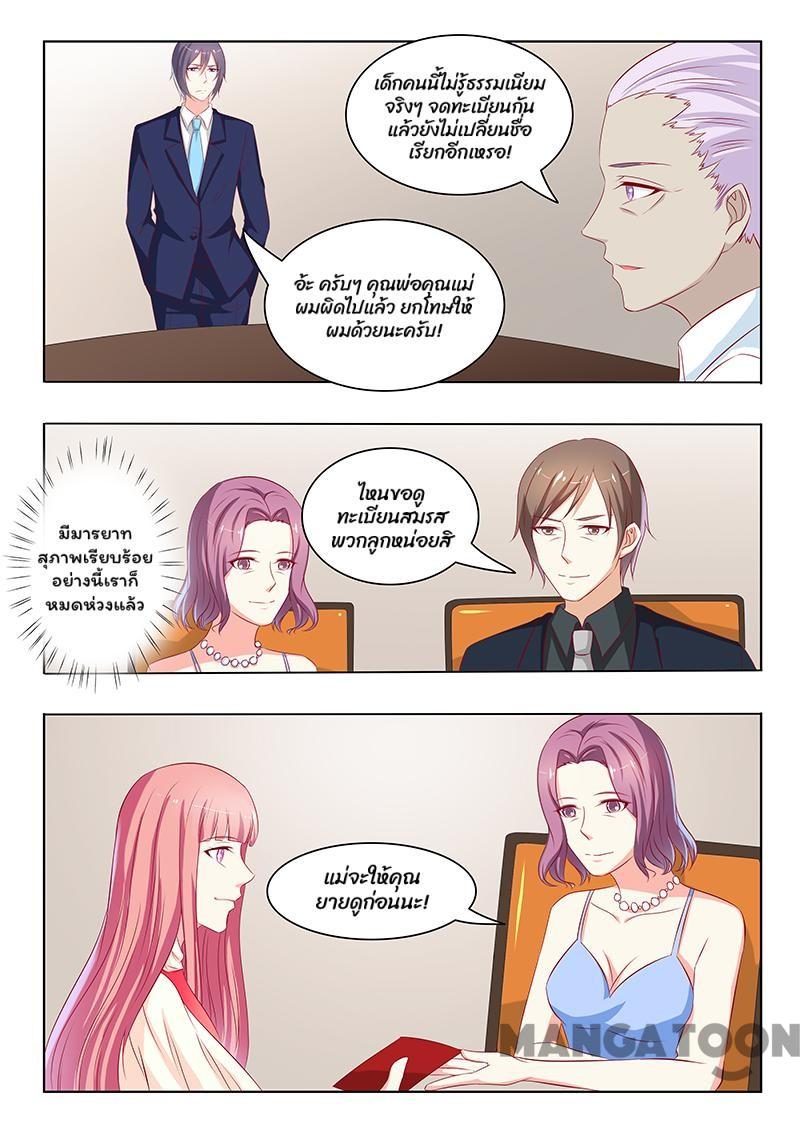 เด็กคนนี้ไม่รู้ธรรมเนียม
จริงๆ จดทะเบียนกัน
แล้วยังไม่เปลี่ยนชื่อ
เรียกอีกเหรอ!
อ้ะ ครับๆ คุณพ่อคุณแม่
ผมผิดไปแล้ว ยกโทษให้
ผมด้วยนะครับ!
มีมารยาท
สุภาพเรียบร้อย
อย่างนี้เราก็
หมดห่วงแล้ว
ไหนขอดู
ทะเบียนสมรส
พวกลูกหน่อยสิ
แม่จะให้คุณ
ยายดูก่อนนะ!
MANGATOON